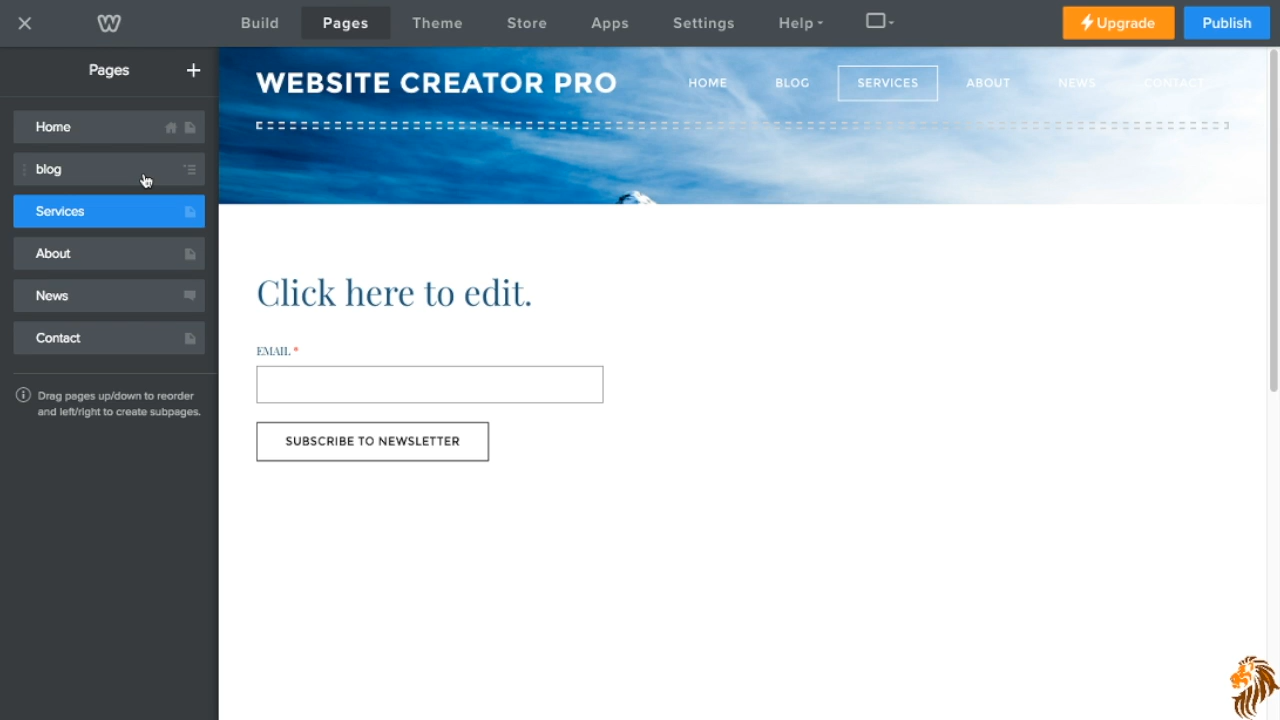 Build Pages Theme Store Apps Settings Help Upgrade Publish
Pages
Home
blog
Services
About
News
Contact
Drag pages up/down to reorder
and left/right to create subpages.
WEBSITE CREATOR PRO HOME BLOG SERVICES ABOUT NEWS CONTACT
Click here to edit.
EMAIL *
SUBSCRIBE TO NEWSLETTER